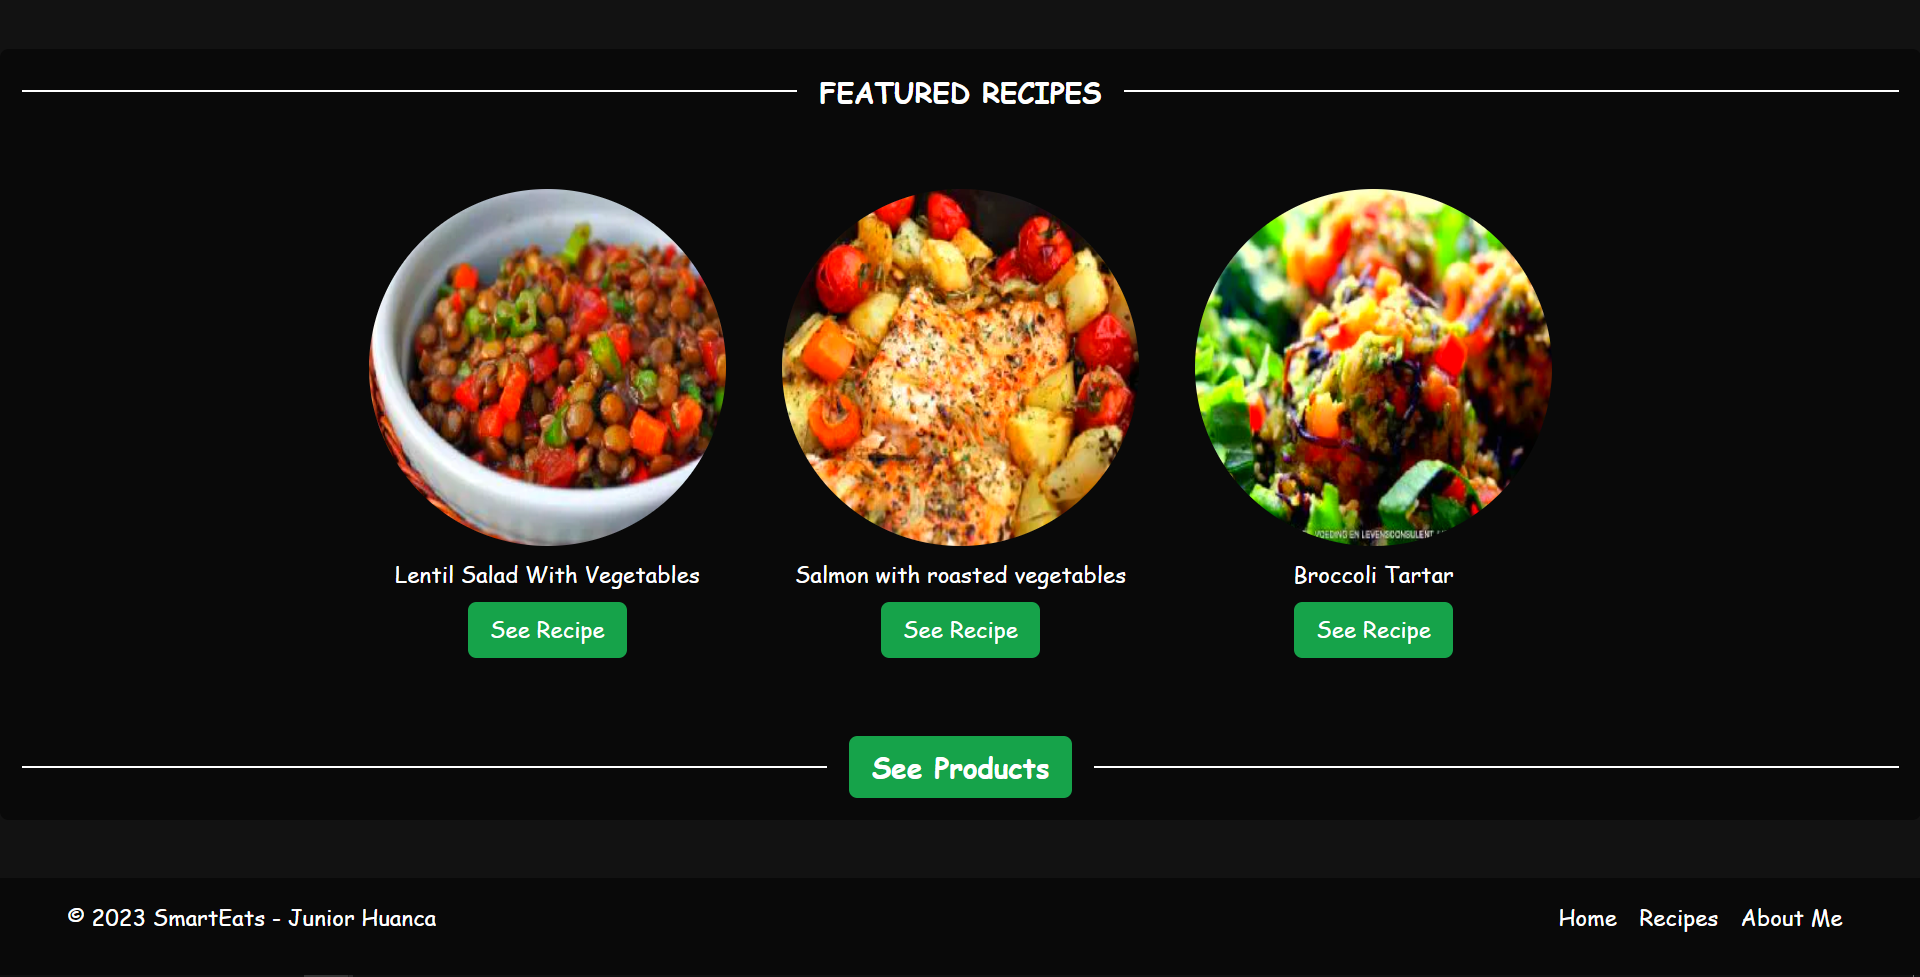 FEATURED RECIPES
VOEDING EN LEVENSCONSULENT
Lentil Salad With Vegetables
Salmon with roasted vegetables
Broccoli Tartar
See Recipe
See Recipe
See Recipe
See Products
© 2023 SmartEats - Junior Huanca
Home
Recipes
About Me